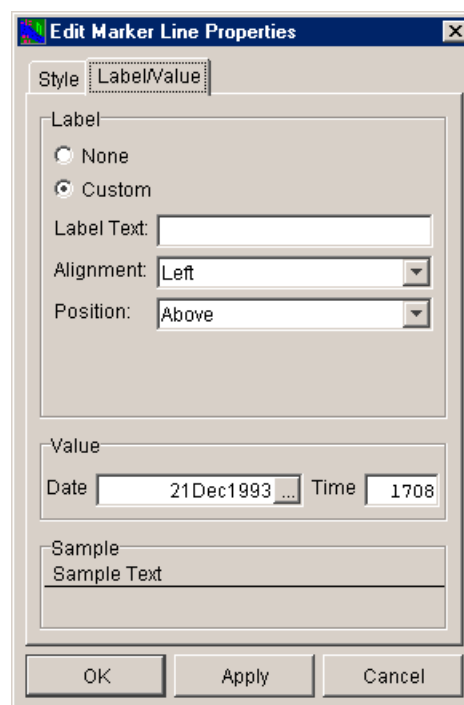 Edit Marker Line Properties
Style Label/Value
Label
None
Custom
Label Text:
Alignment: Left
Position: Above
Value
Date 21Dec1993 ... Time 1708
Sample
Sample Text
OK Apply Cancel